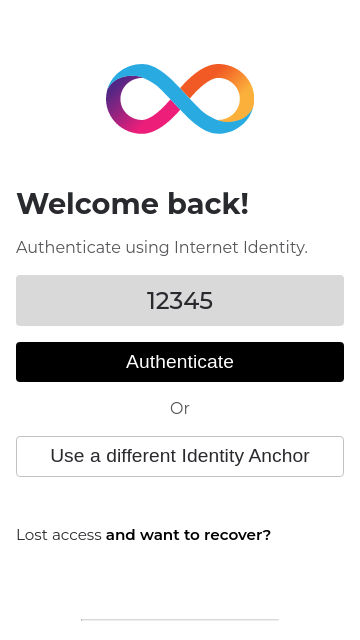 Welcome back!
Authenticate using Internet Identity.
12345
Authenticate
Or
Use a different Identity Anchor
Lost access and want to recover?